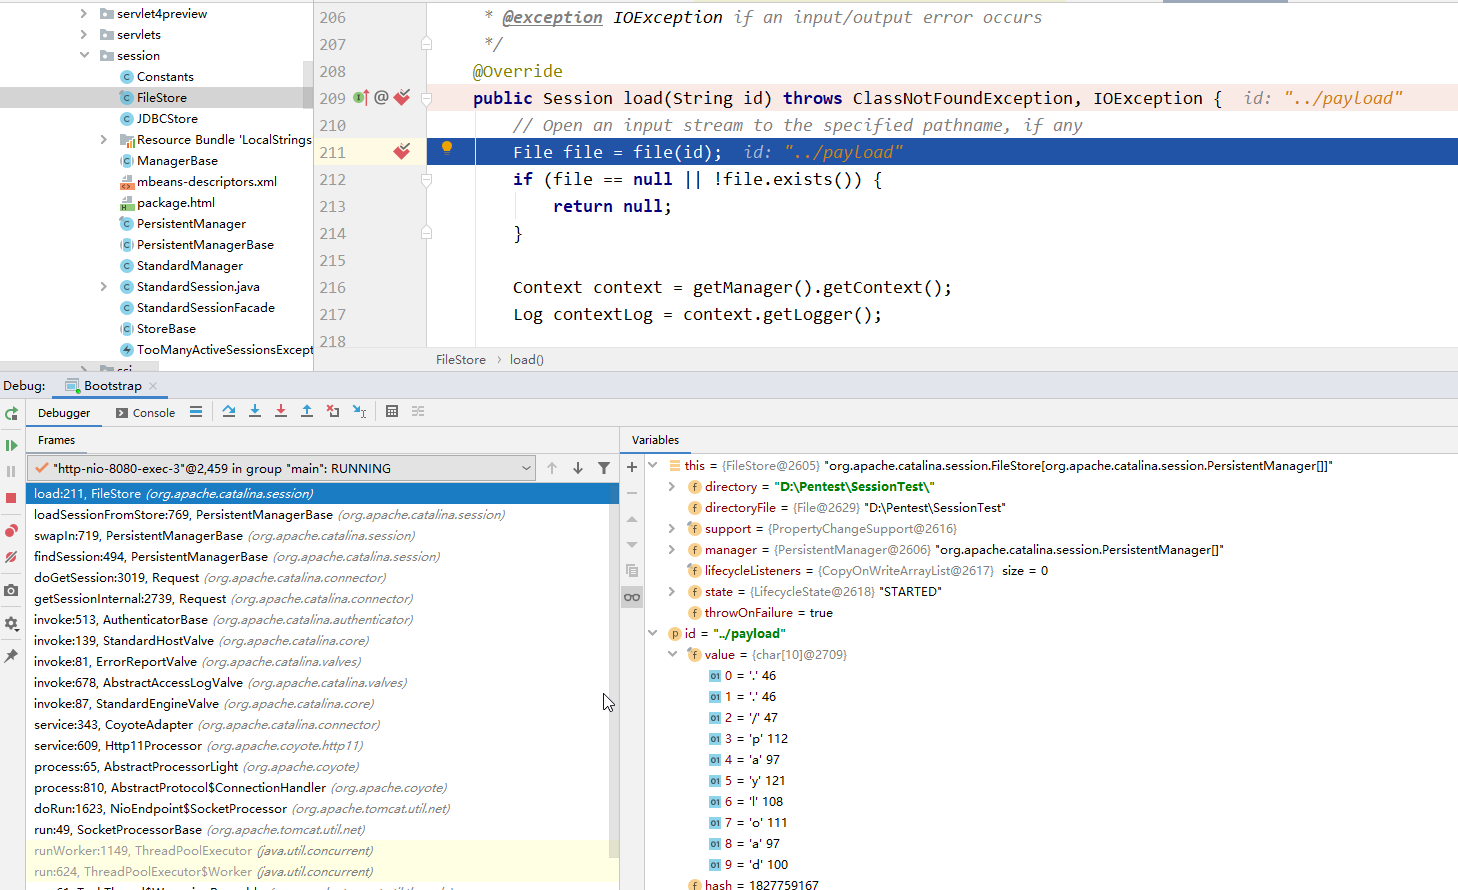 servlet4preview
servlets
session
Constants
FileStore
JDBCStore
Resource Bundle 'LocalStrings
ManagerBase
mbeans-descriptors.xml
package.html
PersistentManager
PersistentManagerBase
StandardManager
StandardSession.java
StandardSessionFacade
StoreBase
TooManyActiveSessionsExcept
206 * @exception IOException if an input/output error occurs
207 */
208 @Override
209 @ public Session load(String id) throws ClassNotFoundException, IOException { id: "../payload"
210 // Open an input stream to the specified pathname, if any
211 File file = file(id); id: "../payload"
212 if (file == null || !file.exists()) {
213 return null;
214 }
215
216 Context context = getManager().getContext();
217 Log contextLog = context.getLogger();
218
FileStore › load()
Debug: Bootstrap
Debugger Console
Frames
"http-nio-8080-exec-3"@2,459 in group "main": RUNNING
load:211, FileStore (org.apache.catalina.session)
loadSessionFromStore:769, PersistentManagerBase (org.apache.catalina.session)
swapIn:719, PersistentManagerBase (org.apache.catalina.session)
findSession:494, PersistentManagerBase (org.apache.catalina.session)
doGetSession:3019, Request (org.apache.catalina.connector)
getSessionInternal:2739, Request (org.apache.catalina.connector)
invoke:513, AuthenticatorBase (org.apache.catalina.authenticator)
invoke:139, StandardHostValve (org.apache.catalina.core)
invoke:81, ErrorReportValve (org.apache.catalina.valves)
invoke:678, AbstractAccessLogValve (org.apache.catalina.valves)
invoke:87, StandardEngineValve (org.apache.catalina.core)
service:343, CoyoteAdapter (org.apache.catalina.connector)
service:609, Http11Processor (org.apache.coyote.http11)
process:65, AbstractProcessorLight (org.apache.coyote)
process:810, AbstractProtocol$ConnectionHandler (org.apache.coyote)
doRun:1623, NioEndpoint$SocketProcessor (org.apache.tomcat.util.net)
run:49, SocketProcessorBase (org.apache.tomcat.util.net)
runWorker:1149, ThreadPoolExecutor (java.util.concurrent)
run:624, ThreadPoolExecutor$Worker (java.util.concurrent)
Variables
this = {FileStore@2605} "org.apache.catalina.session.FileStore[org.apache.catalina.session.PersistentManager[]]"
directory = "D:\Pentest\SessionTest\"
directoryFile = {File@2629} "D:\Pentest\SessionTest"
support = {PropertyChangeSupport@2616}
manager = {PersistentManager@2606} "org.apache.catalina.session.PersistentManager[]"
lifecycleListeners = {CopyOnWriteArrayList@2617} size = 0
state = {LifecycleState@2618} "STARTED"
throwOnFailure = true
id = "../payload"
value = {char[10]@2709}
0 = '.' 46
1 = '.' 46
2 = '/' 47
3 = 'p' 112
4 = 'a' 97
5 = 'y' 121
6 = 'l' 108
7 = 'o' 111
8 = 'a' 97
9 = 'd' 100
hash = 1827759167